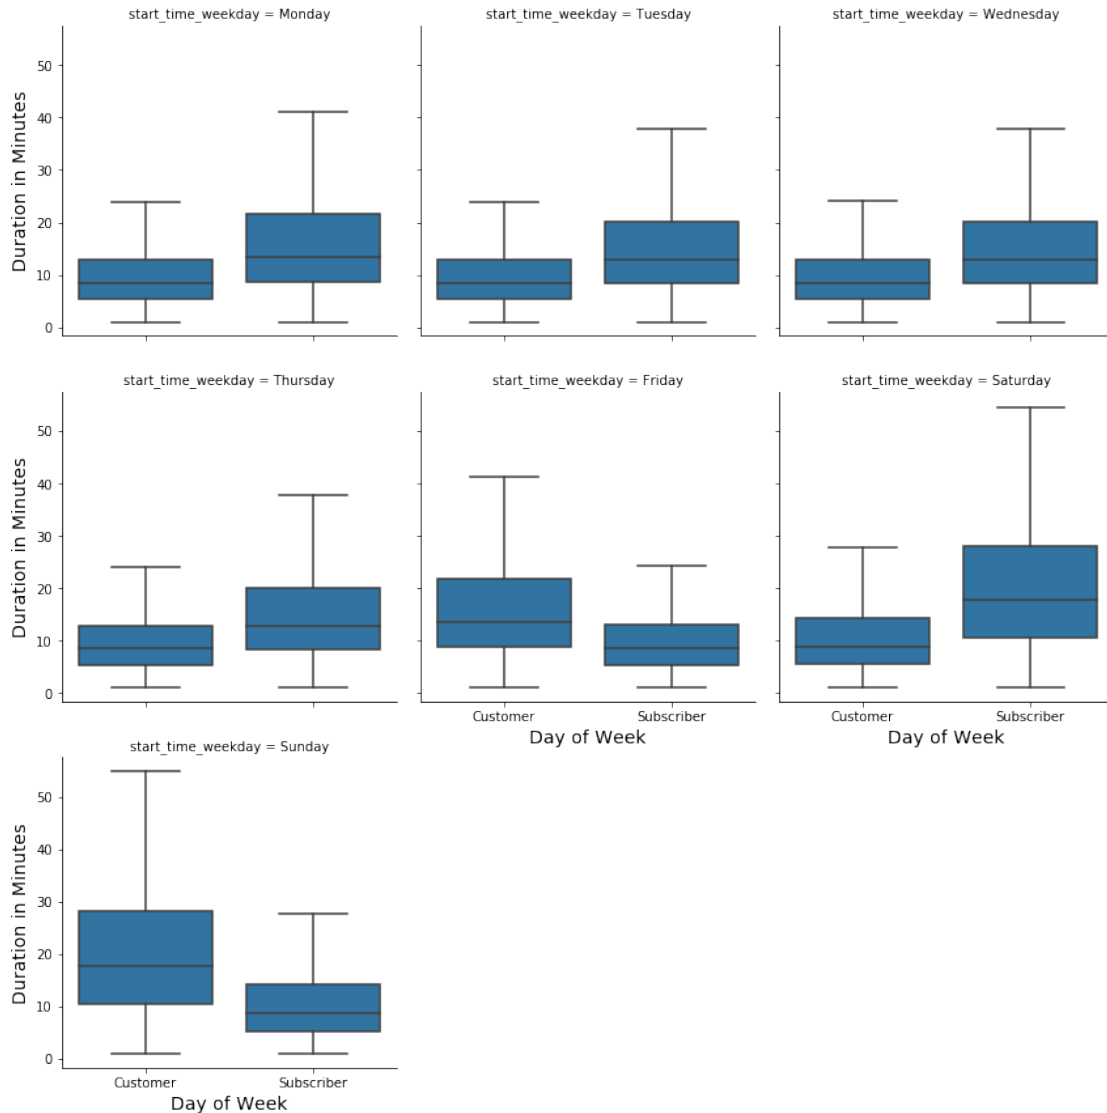 start_time_weekday = Monday
start_time_weekday = Tuesday
start_time_weekday = Wednesday
Duration in Minutes
50
40
30
20
10
0
start_time_weekday = Thursday
start_time_weekday = Friday
start_time_weekday = Saturday
Duration in Minutes
50
40
30
20
10
0
Customer
Subscriber
Day of Week
Customer
Subscriber
Day of Week
start_time_weekday = Sunday
Duration in Minutes
50
40
30
20
10
0
Customer
Subscriber
Day of Week